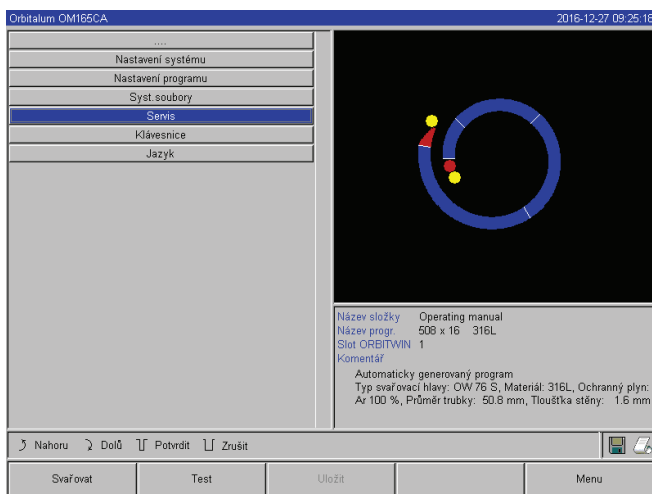 Orbitalum OM165CA 2016-12-27 09:25:16
....
Nastavení systému
Nastavení programu
Syst.soubory
Servis
Klávesnice
Jazyk
Název složky Operating manual
Název progr. 508 x 16 316L
Slot ORBITWIN 1
Komentář
Automaticky generovaný program
Typ svařovací hlavy: OW 76 S, Materiál: 316L, Ochranný plyn:
Ar 100 %, Průměr trubky: 50.8 mm, Tloušťka stěny: 1.6 mm
Nahoru Dolů Potvrdit Zrušit
Svařovat Test Uložit Menu